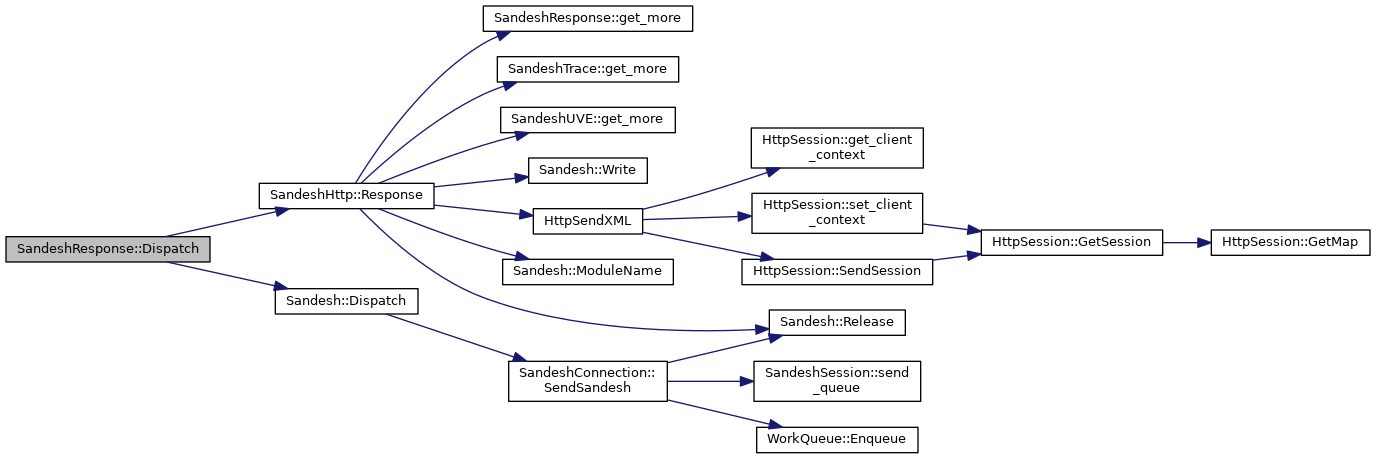 SandeshResponse::get_more
SandeshTrace::get_more
SandeshUVE::get_more
HttpSession::get_client
_context
Sandesh::Write
SandeshHttp::Response
HttpSession::set_client
_context
HttpSendXML
SandeshResponse::Dispatch
HttpSession::GetSession
HttpSession::GetMap
Sandesh::ModuleName
HttpSession::SendSession
Sandesh::Dispatch
Sandesh::Release
SandeshConnection::
SendSandesh
SandeshSession::send
_queue
WorkQueue::Enqueue